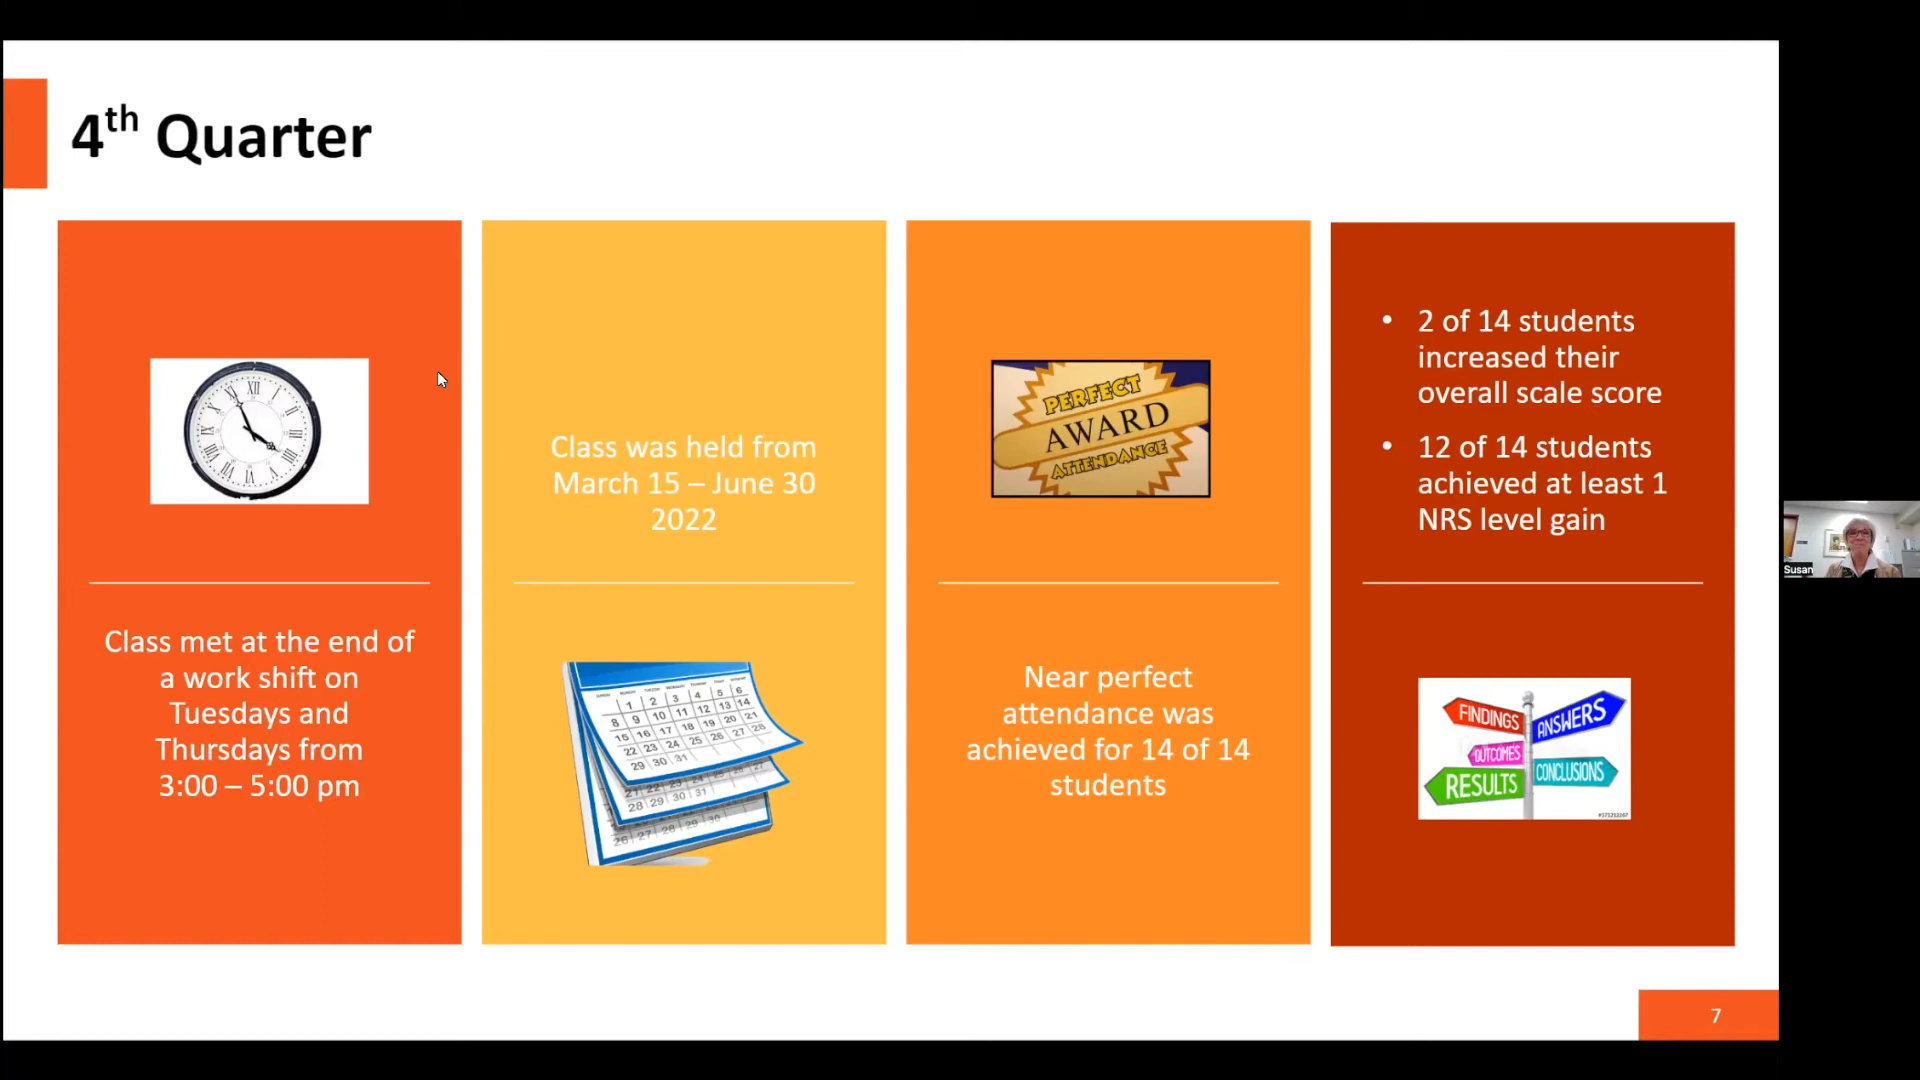 4th Quarter
Class met at the end of
a work shift on
Tuesdays and
Thursdays from
3:00 – 5:00 pm
Class was held from
March 15 – June 30
2022
PERFECT
AWARD
ATTENDANCE
Near perfect
attendance was
achieved for 14 of 14
students
• 2 of 14 students
increased their
overall scale score
• 12 of 14 students
achieved at least 1
NRS level gain
FINDINGS
ANSWERS
OUTCOMES
RESULTS
CONCLUSIONS
Susan
7